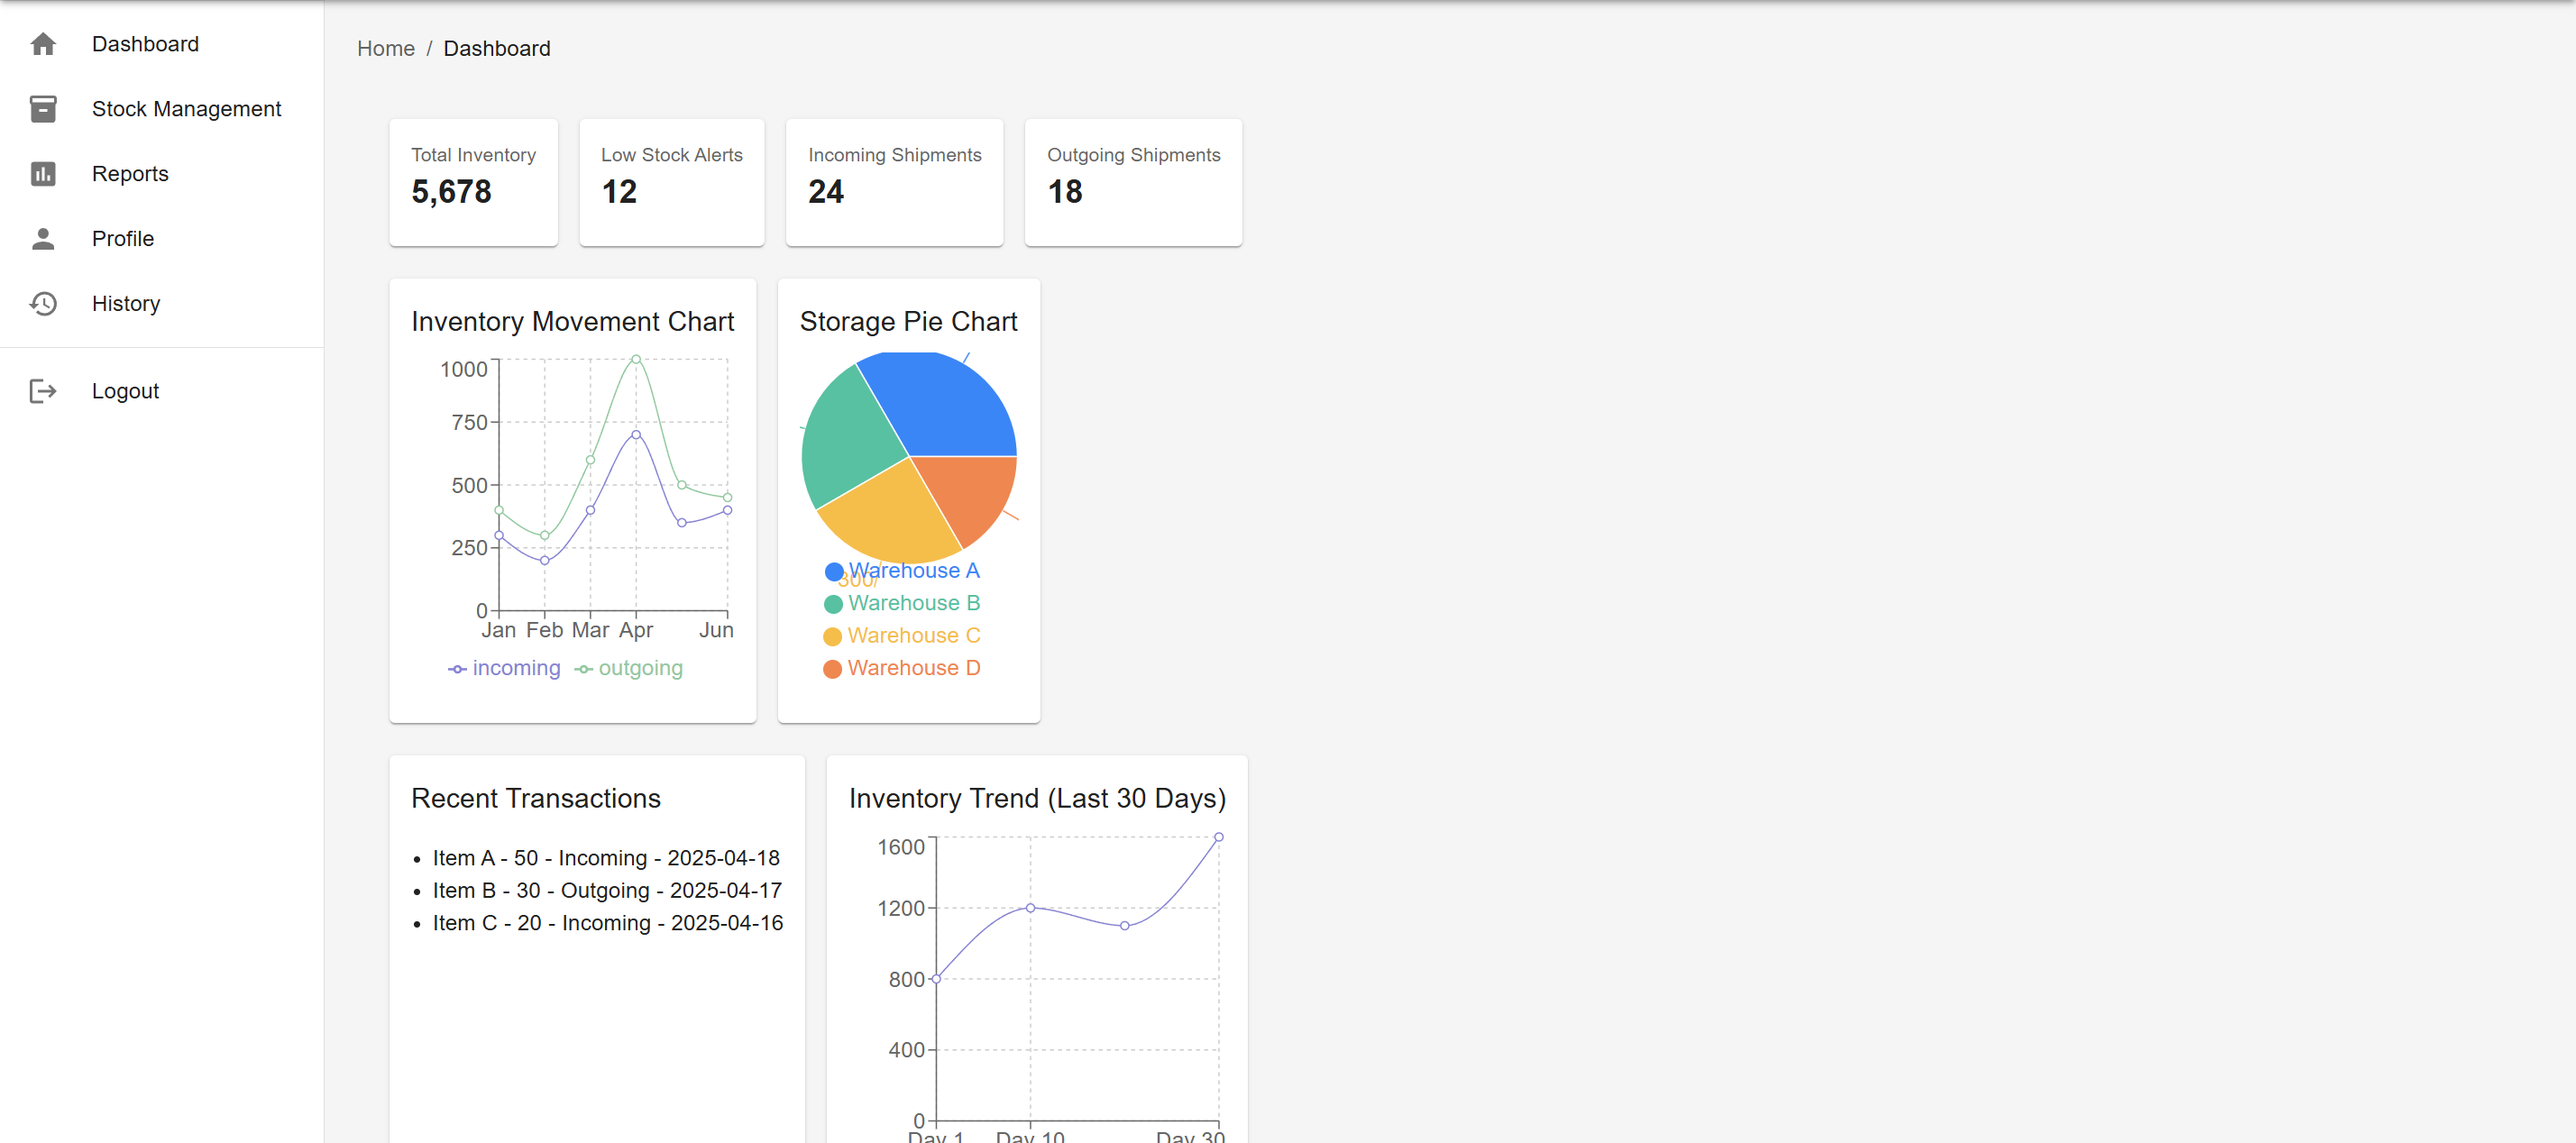 Dashboard
Stock Management
Reports
Profile
History
Logout
Home / Dashboard
Total Inventory
5,678
Low Stock Alerts
12
Incoming Shipments
24
Outgoing Shipments
18
Inventory Movement Chart
1000
750
500
250
0
Jan Feb Mar Apr Jun
incoming outgoing
Storage Pie Chart
300
Warehouse A
Warehouse B
Warehouse C
Warehouse D
Recent Transactions
• Item A - 50 - Incoming - 2025-04-18
• Item B - 30 - Outgoing - 2025-04-17
• Item C - 20 - Incoming - 2025-04-16
Inventory Trend (Last 30 Days)
1600
1200
800
400
0
Day 1 Day 10 Day 30